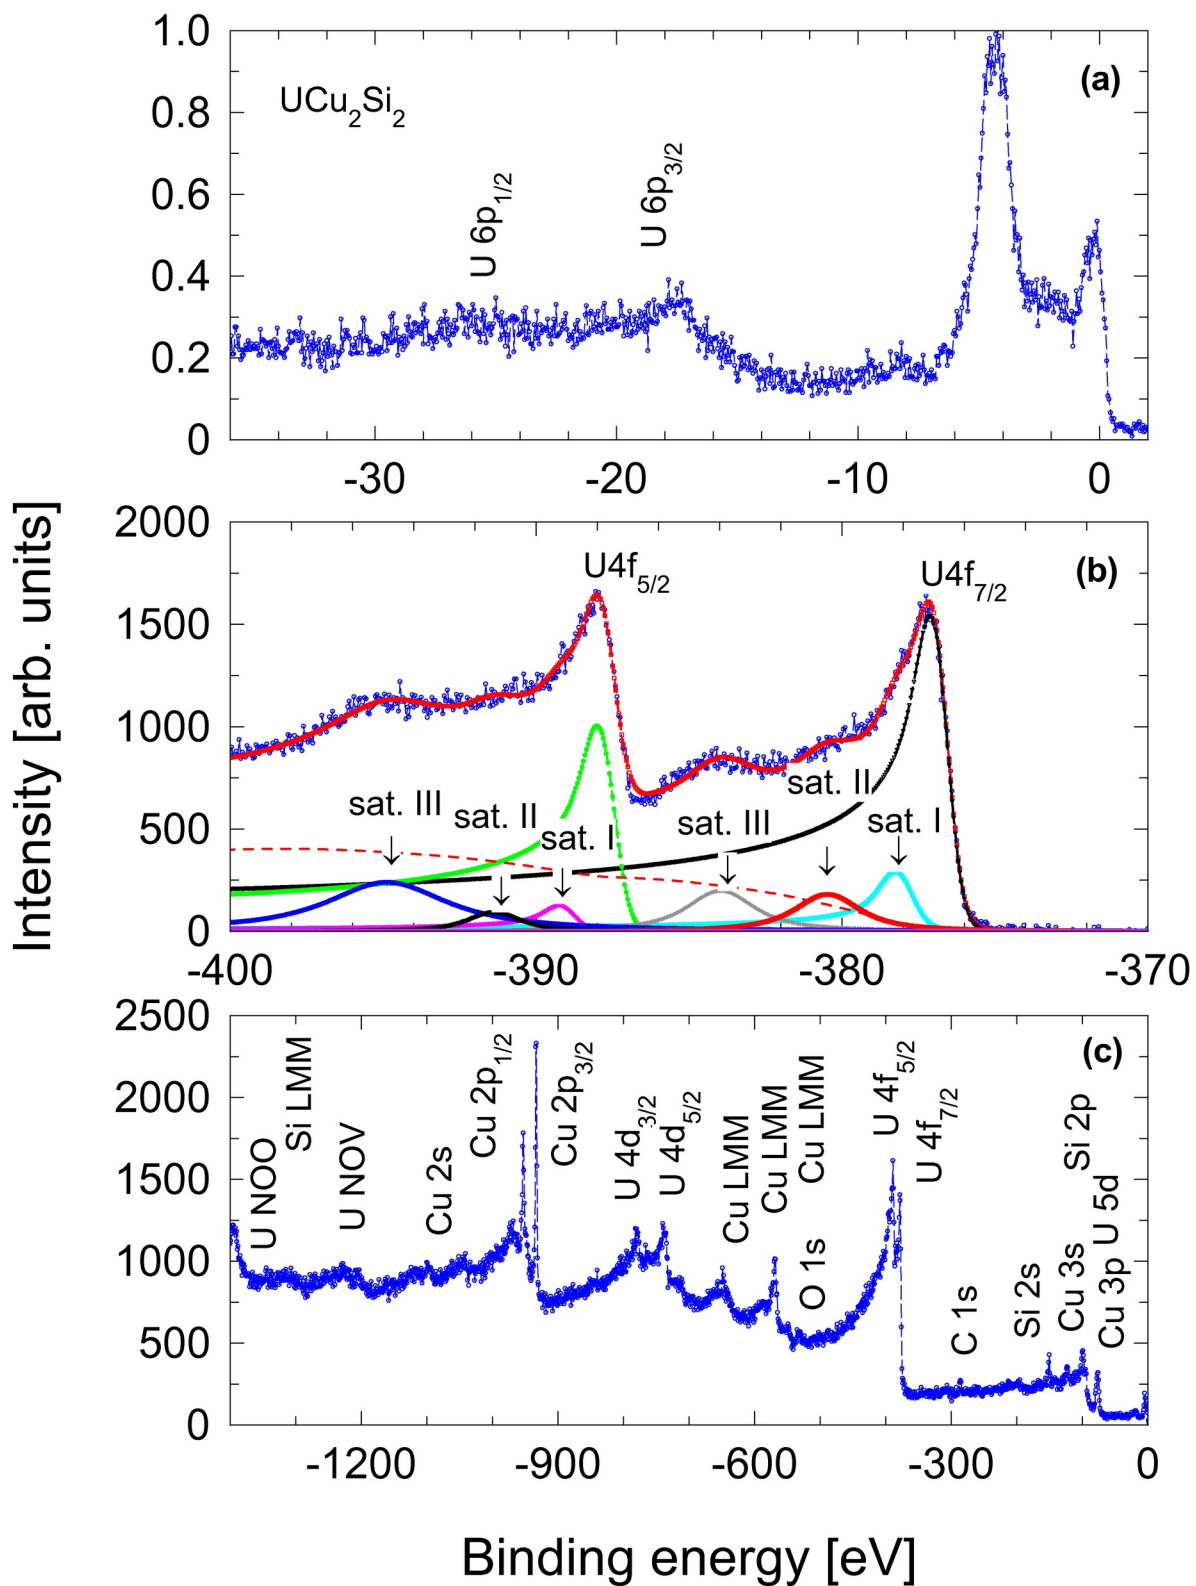 Intensity [arb. units]
1.0
0.8
0.6
0.4
0.2
0
UCu2Si2
(a)
U 6p1/2
U 6p3/2
-30
-20
-10
0
2000
1500
1000
500
0
(b)
U4f5/2
U4f7/2
sat. III
sat. II
sat. I
sat. III
sat. II
sat. I
-400
-390
-380
-370
2500
2000
1500
1000
500
0
(c)
U NOO
Si LMM
U NOV
Cu 2s
Cu 2p1/2
Cu 2p3/2
U 4d3/2
U 4d5/2
Cu LMM
Cu LMM
Cu LMM
O 1s
U 4f5/2
U 4f7/2
C 1s
Si 2s
Cu 3s
Si 2p
Cu 3p
U 5d
-1200
-900
-600
-300
0
Binding energy [eV]